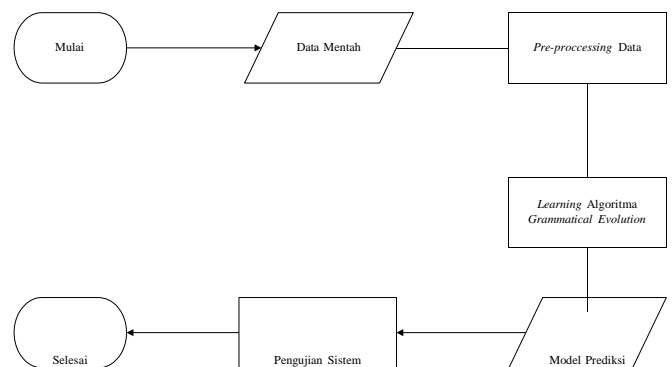 Mulai
Data Mentah
Pre-proccessing Data
Learning Algoritma
Grammatical Evolution
Selesai
Pengujian Sistem
Model Prediksi